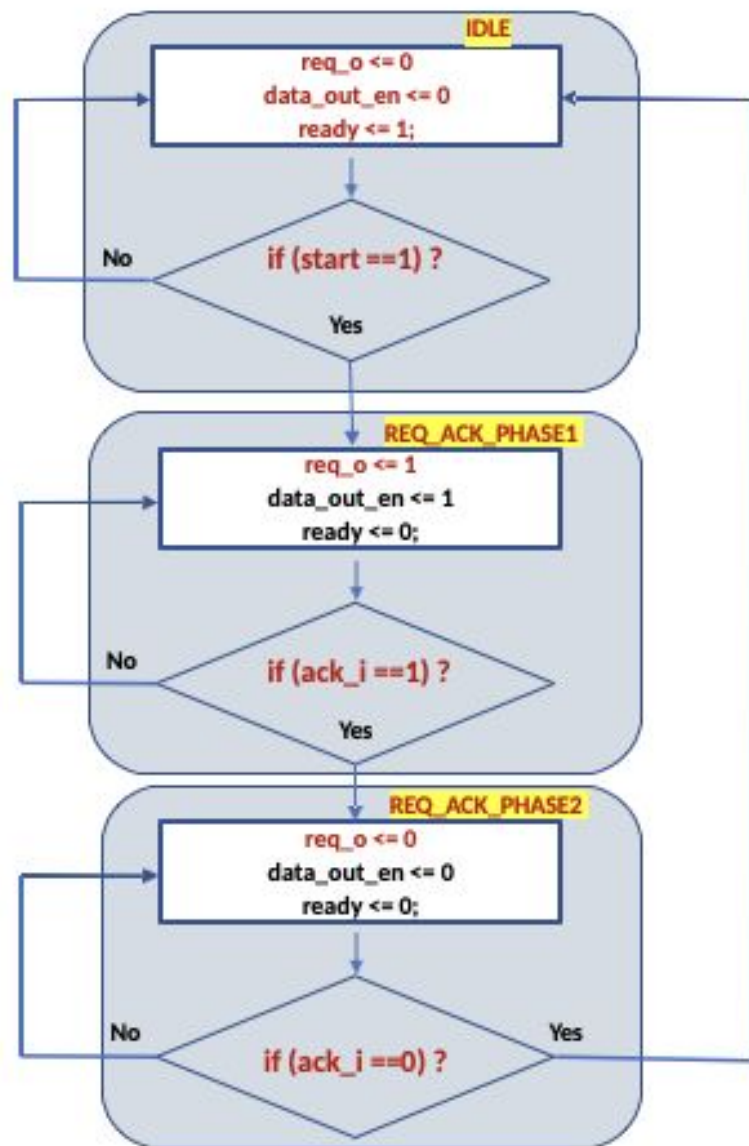 IDLE
req_o <= 0
data_out_en <= 0
ready <= 1;
if (start ==1) ?
No
Yes
REQ_ACK_PHASE1
req_o <= 1
data_out_en <= 1
ready <= 0;
No
if (ack_i ==1) ?
Yes
REQ_ACK_PHASE2
req_o <= 0
data_out_en <= 0
ready <= 0;
No
Yes
if (ack_i ==0) ?